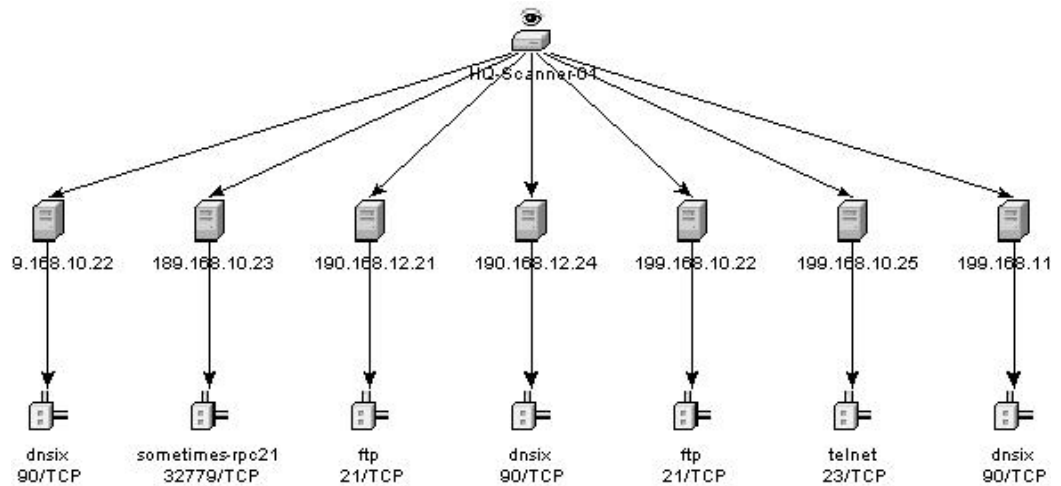 HQ-Scanner-01
9.168.10.22 189.168.10.23 190.168.12.21 190.168.12.24 199.168.10.22 199.168.10.25 199.168.11
dnsix sometimes-rpc21 ftp dnsix ftp telnet dnsix
90/TCP 32779/TCP 21/TCP 90/TCP 21/TCP 23/TCP 90/TCP